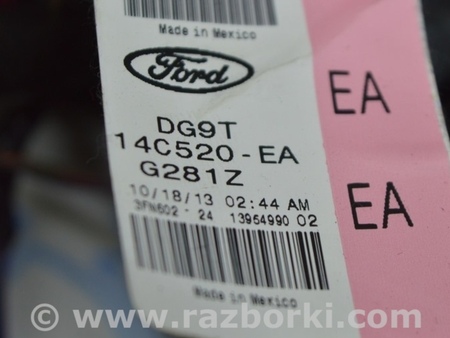 Made in Mexico
Ford
DG9T
14C520-EA
G281Z
10/18/13 02:44 AM
3FN602 - 24 13954990 02
Made in Mexico
EA
EA
© www.razborki.com